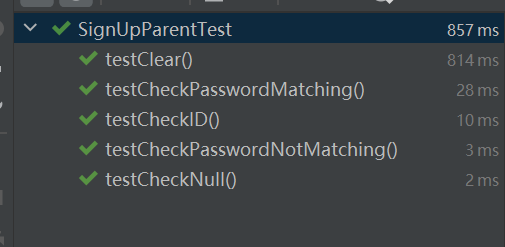 SignUpParentTest 857 ms
testClear() 814 ms
testCheckPasswordMatching() 28 ms
testCheckID() 10 ms
testCheckPasswordNotMatching() 3 ms
testCheckNull() 2 ms